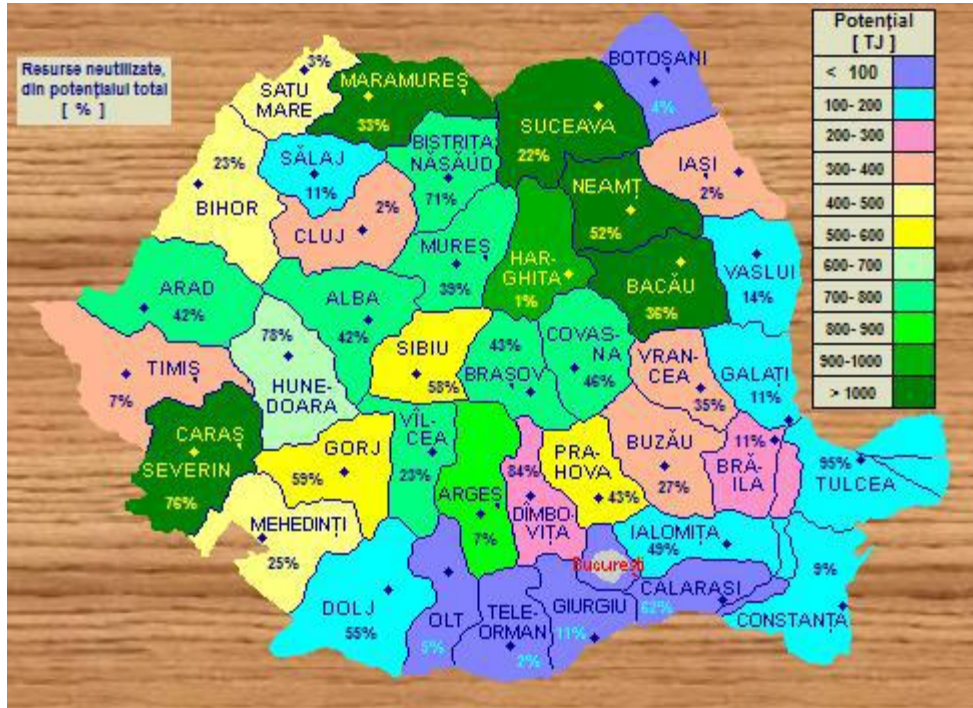 Resurse neutilizate,
din potențialul total
[ % ]
Potențial
[ TJ ]
< 100
100- 200
200- 300
300- 400
400- 500
500- 600
600- 700
700- 800
800- 900
900-1000
> 1000
3%
SATU
MARE
MARAMUREȘ
33%
BOTOȘANI
4%
SUCEAVA
22%
BISTRIȚA
NĂSĂUD
71%
SĂLAJ
11%
23%
BIHOR
2%
CLUJ
IAȘI
2%
NEAMȚ
52%
MUREȘ
39%
HAR-
GHITA
1%
BACĂU
36%
VASLUI
14%
ARAD
42%
ALBA
42%
78%
HUNE-
DOARA
SIBIU
58%
43%
BRAȘOV
COVAS-
NA
46%
VRAN-
CEA
35%
GALAȚI
11%
TIMIȘ
7%
CARAȘ
SEVERIN
76%
GORJ
59%
VÎL-
CEA
23%
ARGEȘ
7%
84%
DÎMBO-
VIȚA
PRA-
HOVA
43%
BUZĂU
27%
11%
BRĂ-
ILA
95%
TULCEA
MEHEDINȚI
25%
IALOMIȚA
49%
București
DOLJ
55%
OLT
5%
TELE-
ORMAN
2%
GIURGIU
11%
CALARASI
62%
9%
CONSTANȚA